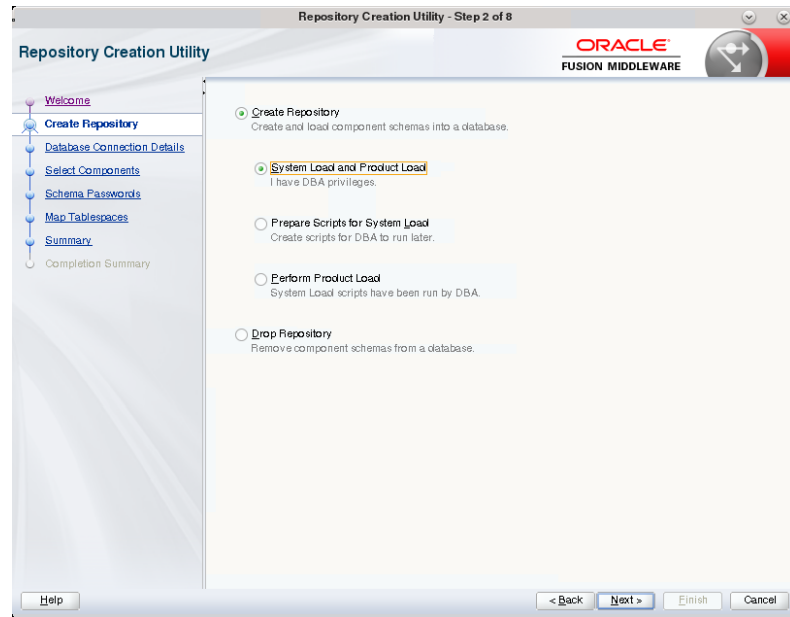 Repository Creation Utility - Step 2 of 8
Repository Creation Utility
ORACLE
FUSION MIDDLEWARE
Welcome
Create Repository
Database Connection Details
Select Components
Schema Passwords
Map Tablespaces
Summary
Completion Summary
Create Repository
Create and load component schemas into a database.
System Load and Product Load
I have DBA privileges.
Prepare Scripts for System Load
Create scripts for DBA to run later.
Perform Product Load
System Load scripts have been run by DBA.
Drop Repository
Remove component schemas from a database.
Help
< Back
Next >
Finish
Cancel